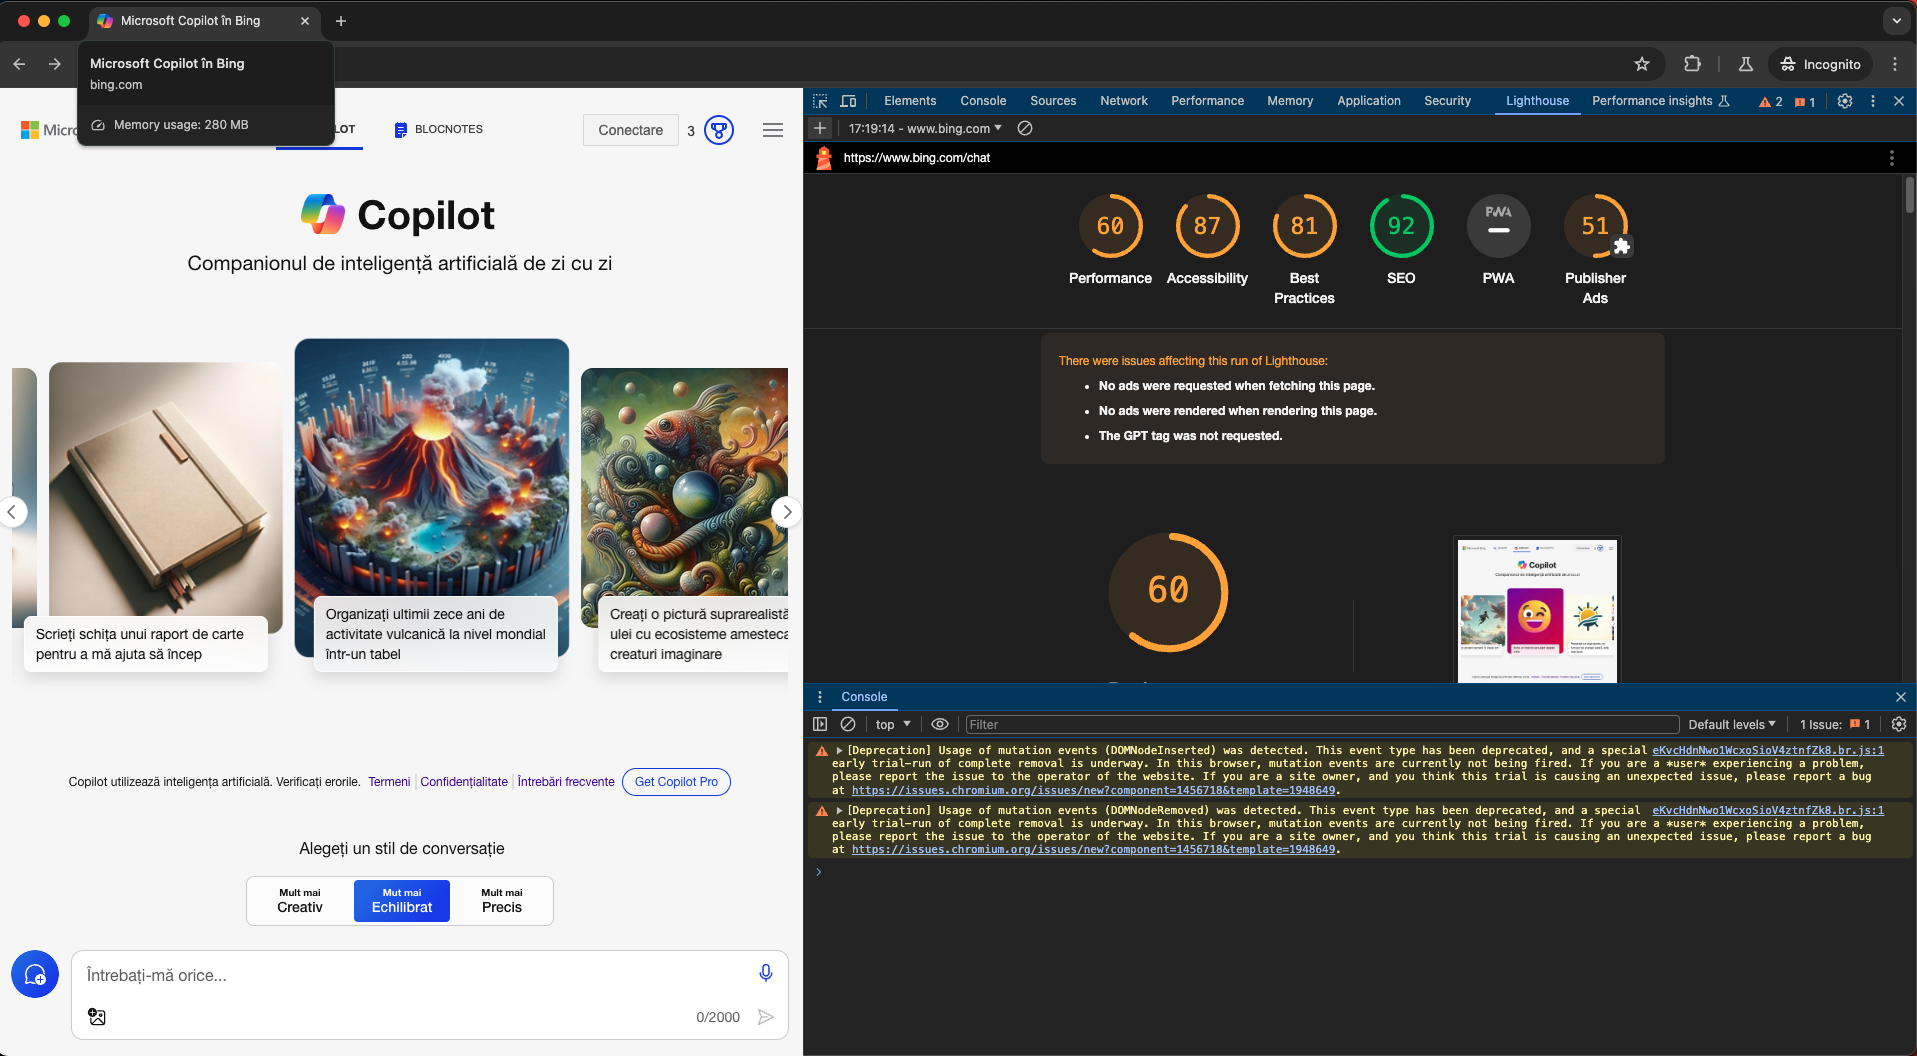 Microsoft Copilot în Bing
Microsoft Copilot în Bing
bing.com
Memory usage: 280 MB
Incognito
BLOCNOTES
Conectare
3
Copilot
Companionul de inteligență artificială de zi cu zi
Scrieți schița unui raport de carte
pentru a mă ajuta să încep
Organizați ultimii zece ani de
activitate vulcanică la nivel mondial
într-un tabel
Creați o pictură suprarealistă
ulei cu ecosisteme amesteca
creaturi imaginare
Copilot utilizează inteligența artificială. Verificați erorile. Termeni Confidențialitate Întrebări frecvente Get Copilot Pro
Alegeți un stil de conversație
Mult mai
Creativ
Mut mai
Echilibrat
Mult mai
Precis
Întrebați-mă orice...
0/2000
Elements Console Sources Network Performance Memory Application Security Lighthouse Performance insights 2 1
17:19:14 - www.bing.com
https://www.bing.com/chat
60
Performance
87
Accessibility
81
Best
Practices
92
SEO
PWA
PWA
51
Publisher
Ads
There were issues affecting this run of Lighthouse:
No ads were requested when fetching this page.
No ads were rendered when rendering this page.
The GPT tag was not requested.
60
Copilot
Console
top Filter Default levels 1 Issue: 1
[Deprecation] Usage of mutation events (DOMNodeInserted) was detected. This event type has been deprecated, and a special eKvcHdnNwo1WcxoSioV4ztnfZk8.br.js:1
early trial-run of complete removal is underway. In this browser, mutation events are currently not being fired. If you are a *user* experiencing a problem,
please report the issue to the operator of the website. If you are a site owner, and you think this trial is causing an unexpected issue, please report a bug
at https://issues.chromium.org/issues/new?component=1456718&template=1948649.
[Deprecation] Usage of mutation events (DOMNodeRemoved) was detected. This event type has been deprecated, and a special eKvcHdnNwo1WcxoSioV4ztnfZk8.br.js:1
early trial-run of complete removal is underway. In this browser, mutation events are currently not being fired. If you are a *user* experiencing a problem,
please report the issue to the operator of the website. If you are a site owner, and you think this trial is causing an unexpected issue, please report a bug
at https://issues.chromium.org/issues/new?component=1456718&template=1948649.